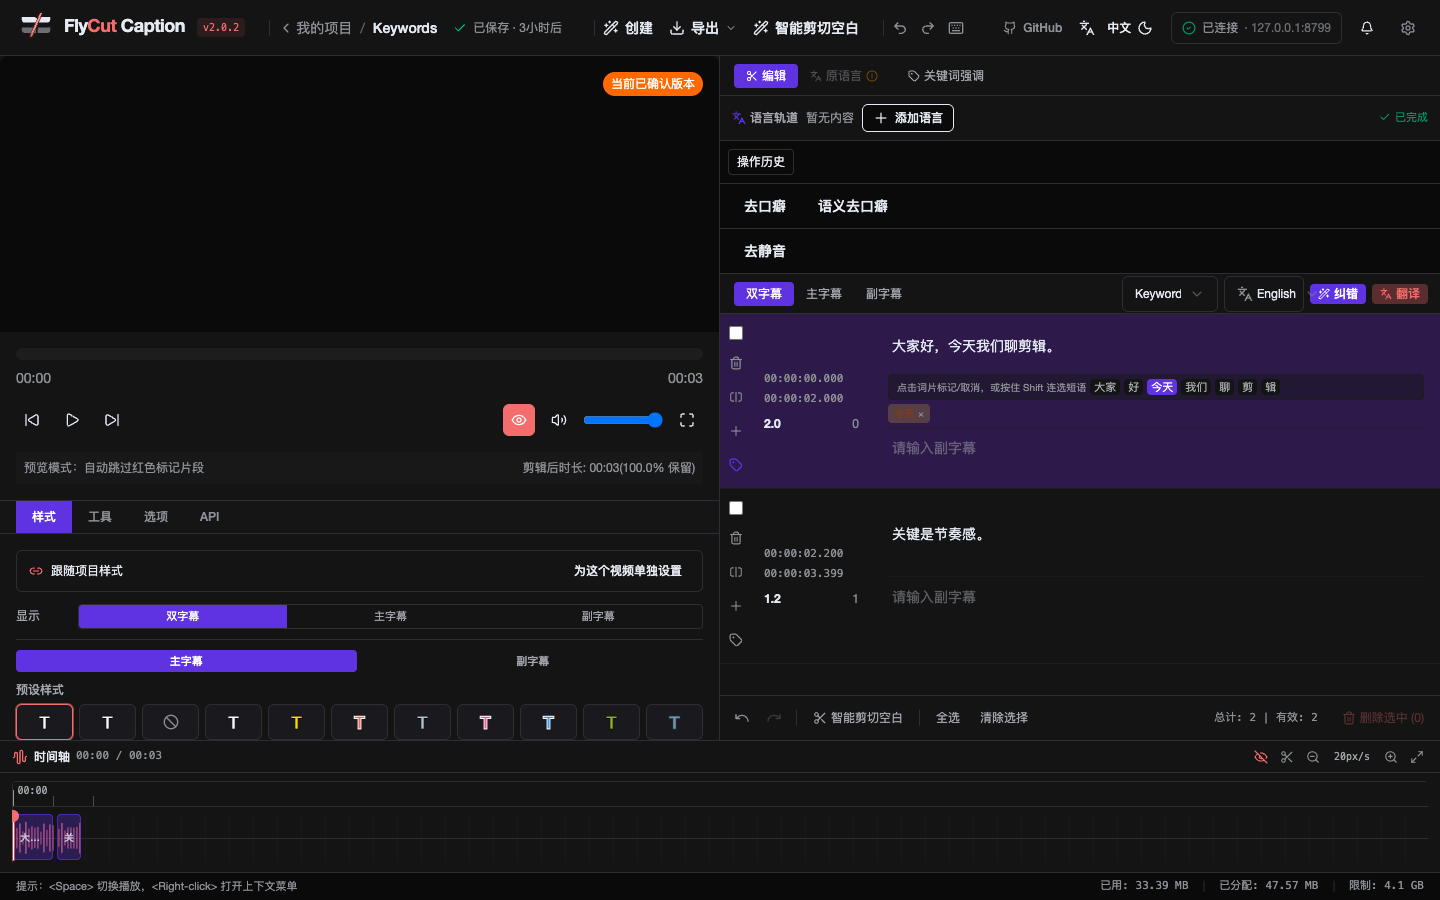 FlyCut Caption v2.0.2 我的项目 / Keywords 已保存 · 3小时后 创建 导出 智能剪切空白 GitHub 中文 已连接 · 127.0.0.1:8799
当前已确认版本
00:00 00:03
预览模式：自动跳过红色标记片段 剪辑后时长: 00:03(100.0% 保留)
样式 工具 选项 API
跟随项目样式 为这个视频单独设置
显示 双字幕 主字幕 副字幕
主字幕 副字幕
预设样式
T T T T T T T T T T
编辑 原语言 关键词强调
语言轨道 暂无内容 添加语言 已完成
操作历史
去口癖 语义去口癖
去静音
双字幕 主字幕 副字幕 Keyword English 纠错 翻译
大家好，今天我们聊剪辑。
00:00:00.000
00:00:02.000
2.0 0
点击词片标记/取消，或按住 Shift 连选短语 大家 好 今天 我们 聊 剪 辑
今天 ×
请输入副字幕
关键是节奏感。
00:00:02.200
00:00:03.399
1.2 1
请输入副字幕
智能剪切空白 全选 清除选择 总计: 2 | 有效: 2 删除选中 (0)
时间轴 00:00 / 00:03 20px/s
00:00
大... 关
提示：<Space> 切换播放，<Right-click> 打开上下文菜单 已用: 33.39 MB 已分配: 47.57 MB 限制: 4.1 GB